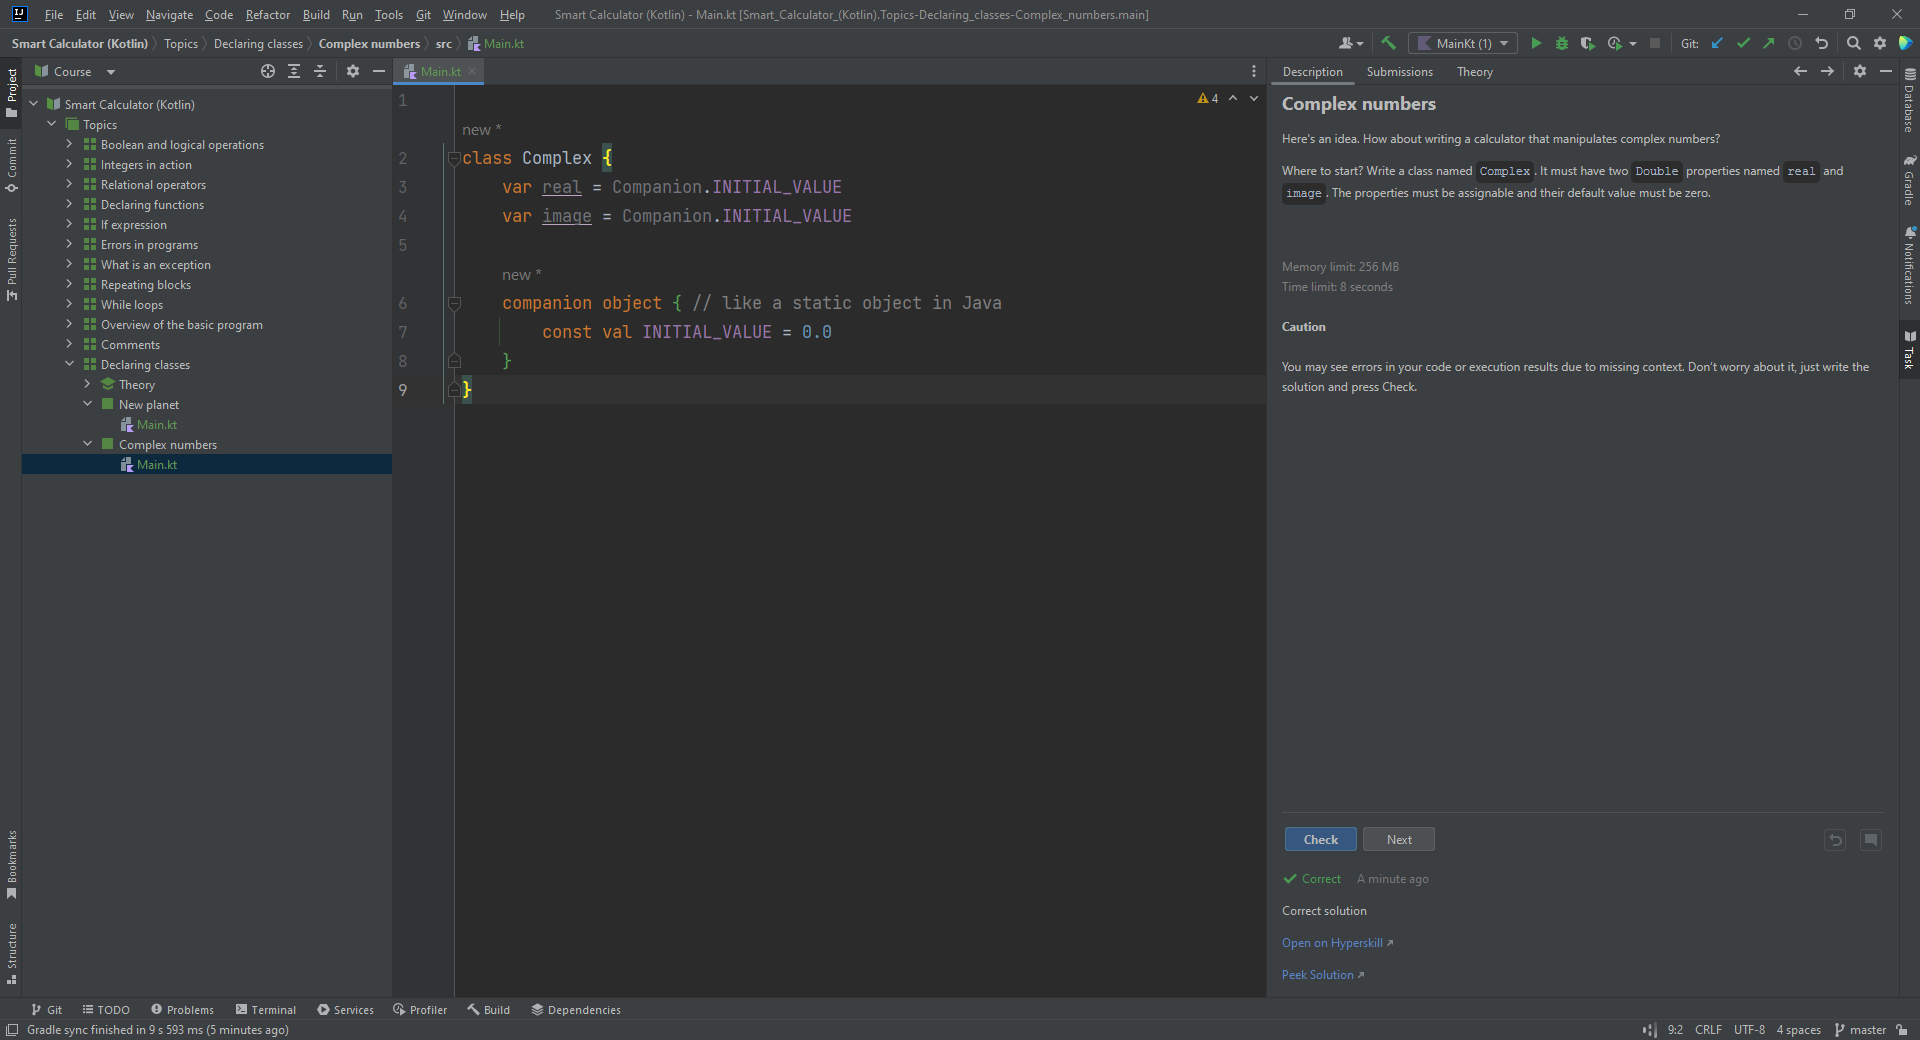 File Edit View Navigate Code Refactor Build Run Tools Git Window Help Smart Calculator (Kotlin) - Main.kt [Smart_Calculator_(Kotlin).Topics-Declaring_classes-Complex_numbers.main]
Smart Calculator (Kotlin) Topics Declaring classes Complex numbers src Main.kt MainKt (1) Git:
Project
Commit
Pull Requests
Bookmarks
Structure
Course
Smart Calculator (Kotlin)
Topics
Boolean and logical operations
Integers in action
Relational operators
Declaring functions
If expression
Errors in programs
What is an exception
Repeating blocks
While loops
Overview of the basic program
Comments
Declaring classes
Theory
New planet
Main.kt
Complex numbers
Main.kt
Main.kt
4
1
new *
2 class Complex {
3 var real = Companion.INITIAL_VALUE
4 var image = Companion.INITIAL_VALUE
5
new *
6 companion object { // like a static object in Java
7 const val INITIAL_VALUE = 0.0
8 }
9 }
Description Submissions Theory
Complex numbers
Here's an idea. How about writing a calculator that manipulates complex numbers?
Where to start? Write a class named Complex. It must have two Double properties named real and
image. The properties must be assignable and their default value must be zero.
Memory limit: 256 MB
Time limit: 8 seconds
Caution
You may see errors in your code or execution results due to missing context. Don't worry about it, just write the
solution and press Check.
Check Next
Correct A minute ago
Correct solution
Open on Hyperskill ↗
Peek Solution ↗
Database
Gradle
Notifications
Task
Git TODO Problems Terminal Services Profiler Build Dependencies
Gradle sync finished in 9 s 593 ms (5 minutes ago) 9:2 CRLF UTF-8 4 spaces master